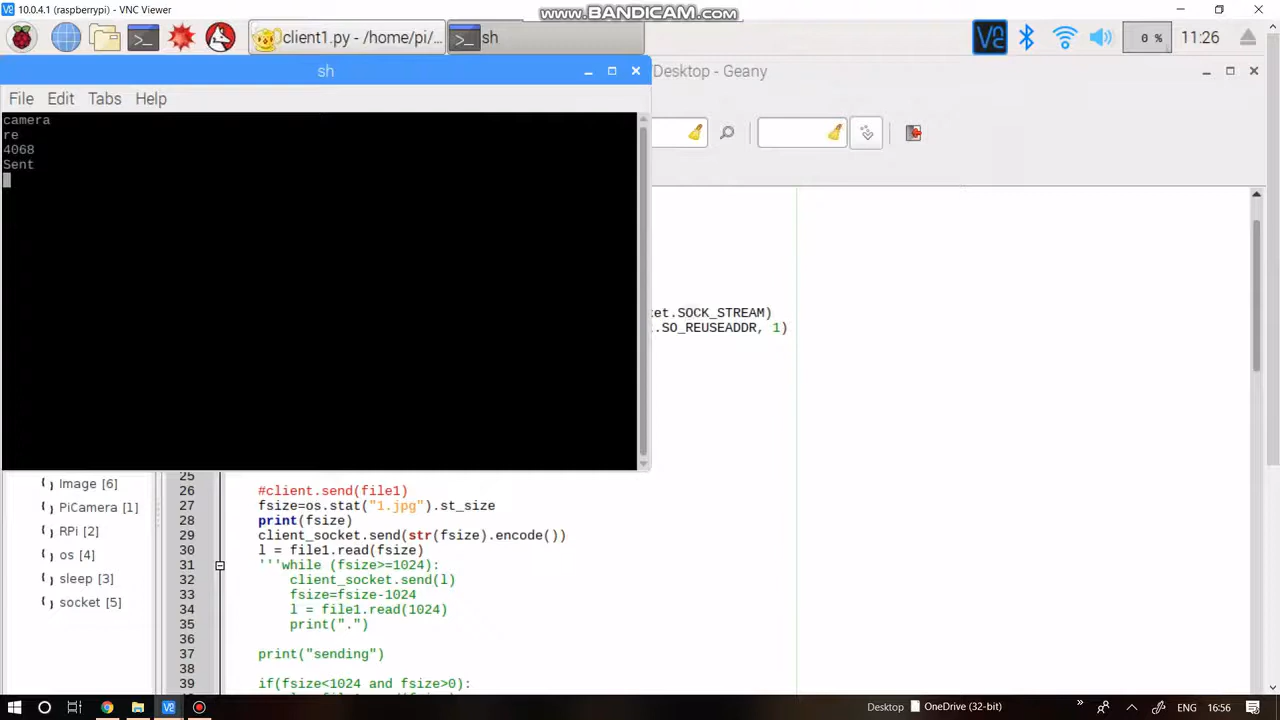 10.0.4.1 (raspberrypi) - VNC Viewer
www.BANDICAM.com
client1.py - /home/pi/...
sh
0 %
11:26
sh
Desktop - Geany
File Edit Tabs Help
camera
re
4068
Sent
ket.SOCK_STREAM)
.SO_REUSEADDR, 1)
Image [6]
PiCamera [1]
RPi [2]
os [4]
sleep [3]
socket [5]
25
26 #client.send(file1)
27 fsize=os.stat("1.jpg").st_size
28 print(fsize)
29 client_socket.send(str(fsize).encode())
30 l = file1.read(fsize)
31 '''while (fsize>=1024):
32 client_socket.send(l)
33 fsize=fsize-1024
34 l = file1.read(1024)
35 print(".")
36
37 print("sending")
38
39 if(fsize<1024 and fsize>0):
Desktop
OneDrive (32-bit)
ENG
16:56